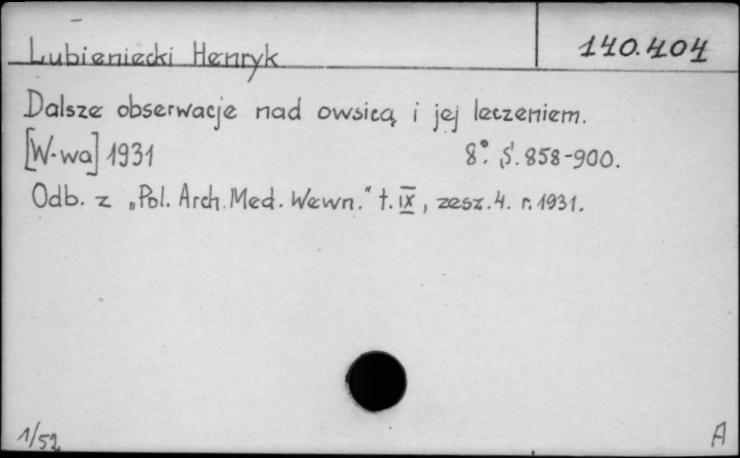 Lubieniecki Henryk
140.404
Dalsze obserwacje nad owsicą i jej leczeniem.
[W-wa] 1931 8° S. 858-900.
Odb. z „Pol. Arch. Med. Wewn." t. IX, zesz. 4. r. 1931.
1/52
A